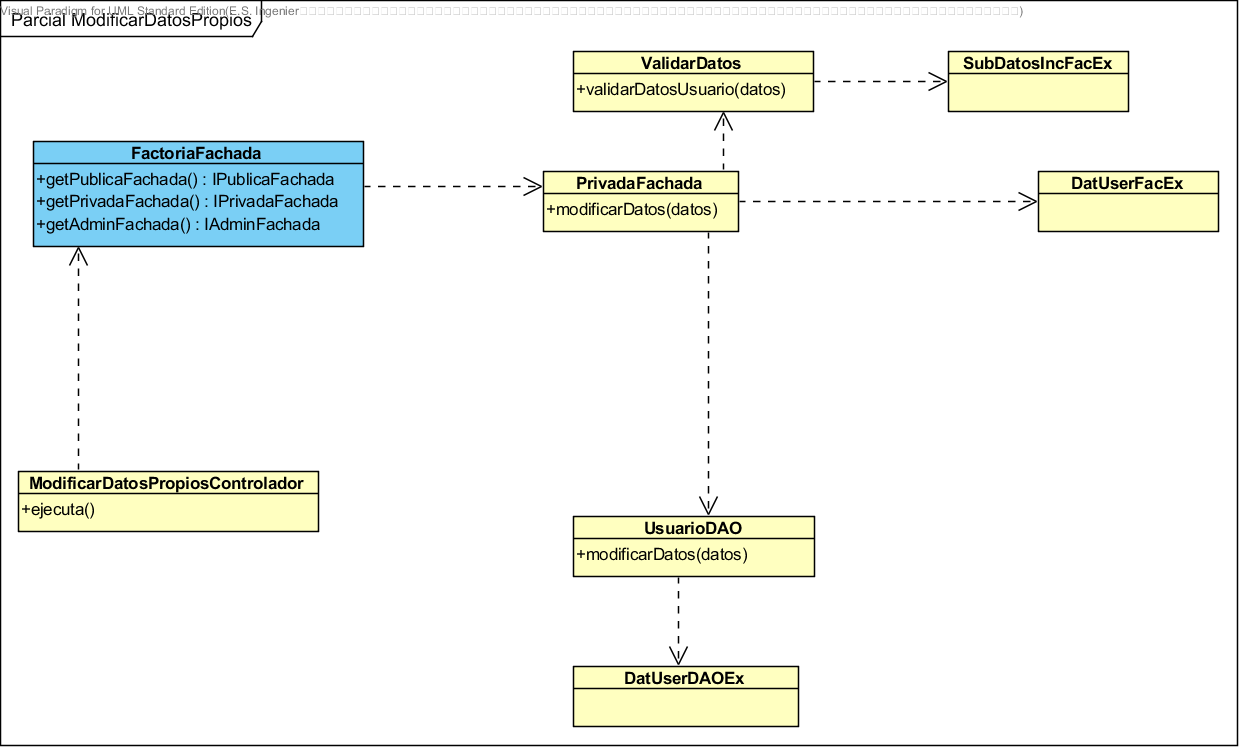 Visual Paradigm for UML Standard Edition(E.S. Ingenier
Parcial ModificarDatosPropios
ValidarDatos
+validarDatosUsuario(datos)
SubDatosIncFacEx
FactoriaFachada
+getPublicaFachada() : IPublicaFachada
+getPrivadaFachada() : IPrivadaFachada
+getAdminFachada() : IAdminFachada
PrivadaFachada
+modificarDatos(datos)
DatUserFacEx
ModificarDatosPropiosControlador
+ejecuta()
UsuarioDAO
+modificarDatos(datos)
DatUserDAOEx